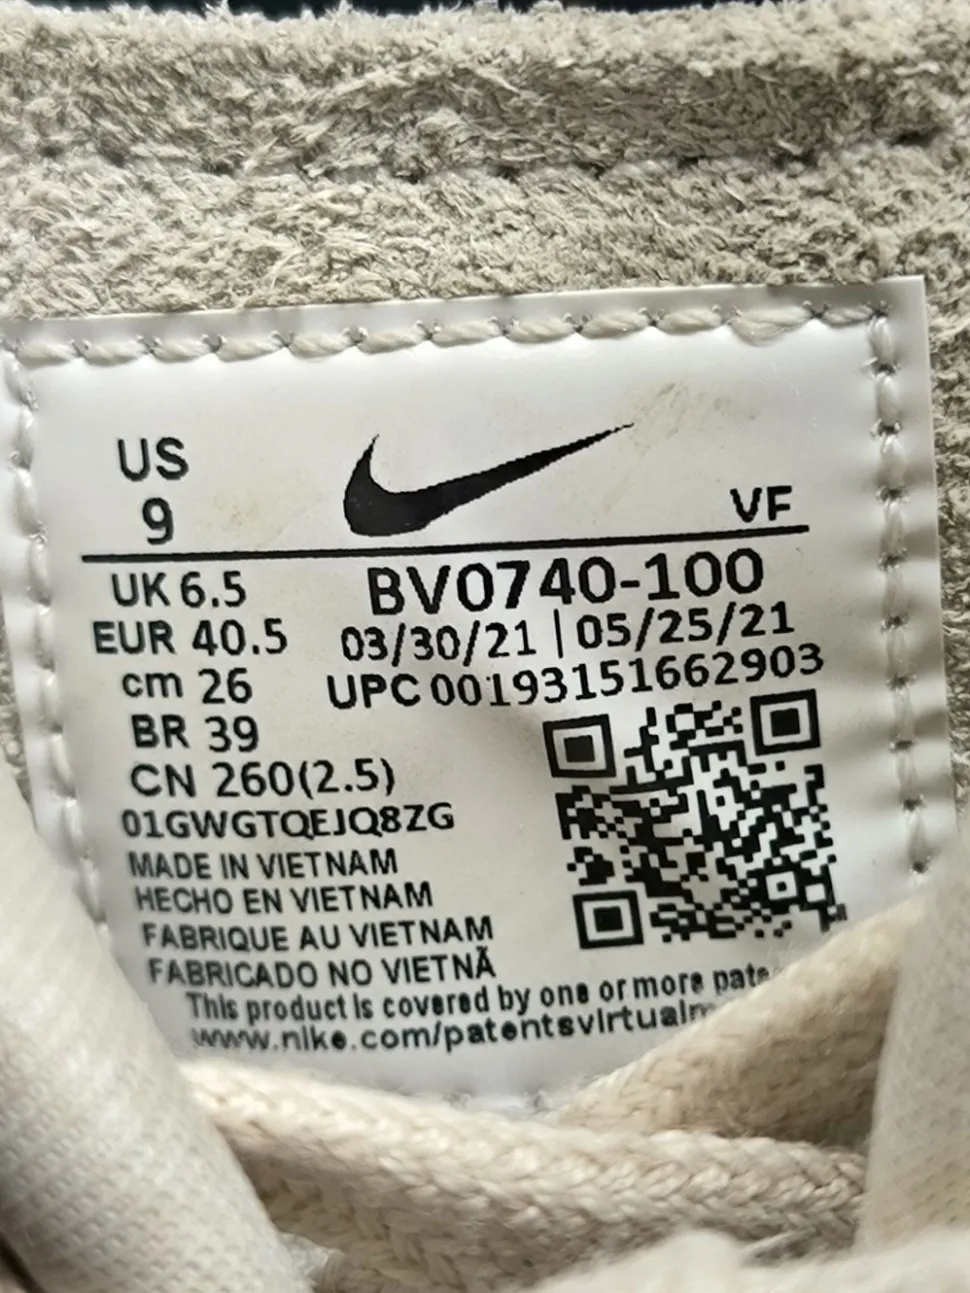 US
9
VF
UK 6.5
BV0740-100
EUR 40.5
03/30/21 | 05/25/21
cm 26
UPC 00193151662903
BR 39
CN 260(2.5)
01GWGTQEJQ8ZG
MADE IN VIETNAM
HECHO EN VIETNAM
FABRIQUE AU VIETNAM
FABRICADO NO VIETNÃ
This product is covered by one or more
www.nike.com/patentsvirtual